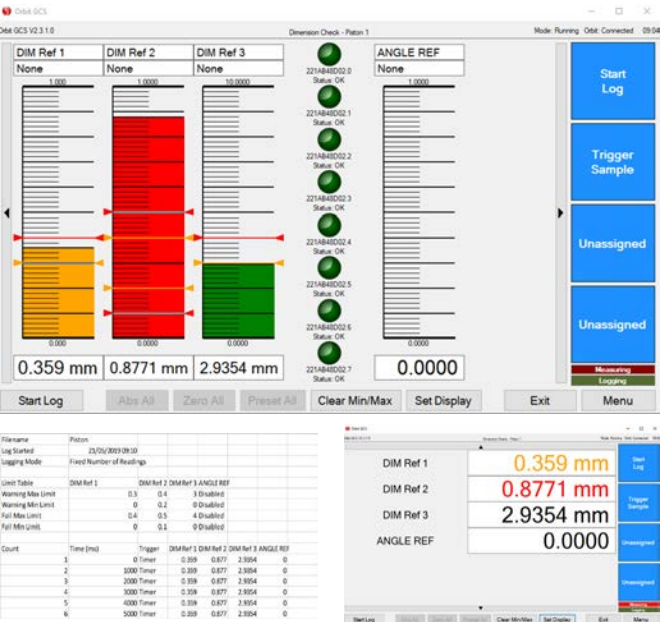 Orbit GCS
Orbit GCS V2.3.1.0
Dimension Check - Piston 1
Mode: Running Orbit: Connected 09:04
DIM Ref 1
DIM Ref 2
DIM Ref 3
ANGLE REF
None
None
None
None
1.000
1.0000
10.0000
1.0000
0.000
0.0000
0.0000
0.0000
0.359 mm
0.8771 mm
2.9354 mm
0.0000
221AB48D02.0
Status: OK
221AB48D02.1
Status: OK
221AB48D02.2
Status: OK
221AB48D02.3
Status: OK
221AB48D02.4
Status: OK
221AB48D02.5
Status: OK
221AB48D02.6
Status: OK
221AB48D02.7
Status: OK
Start
Log
Trigger
Sample
Unassigned
Unassigned
Measuring
Logging
Start Log
Abs All
Zero All
Preset All
Clear Min/Max
Set Display
Exit
Menu
Filename Piston
Log Started 21/05/2019 09:10
Logging Mode Fixed Number of Readings
Limit Table DIM Ref 1 DIM Ref 2 DIM Ref 3 ANGLE REF
Warning Max Limit 0.3 0.4 3 Disabled
Warning Min Limit 0 0.2 0 Disabled
Fail Max Limit 0.4 0.5 4 Disabled
Fail Min Limit 0 0.1 0 Disabled
Count Time (ms) Trigger DIM Ref 1 DIM Ref 2 DIM Ref 3 ANGLE REF
1 0 Timer 0.359 0.877 2.9354 0
2 1000 Timer 0.359 0.877 2.9354 0
3 2000 Timer 0.359 0.877 2.9354 0
4 3000 Timer 0.359 0.877 2.9354 0
5 4000 Timer 0.359 0.877 2.9354 0
6 5000 Timer 0.359 0.877 2.9354 0
DIM Ref 1 0.359 mm
DIM Ref 2 0.8771 mm
DIM Ref 3 2.9354 mm
ANGLE REF 0.0000
Start
Log
Trigger
Sample
Unassigned
Unassigned
Start Log
Clear Min/Max
Set Display
Exit
Menu